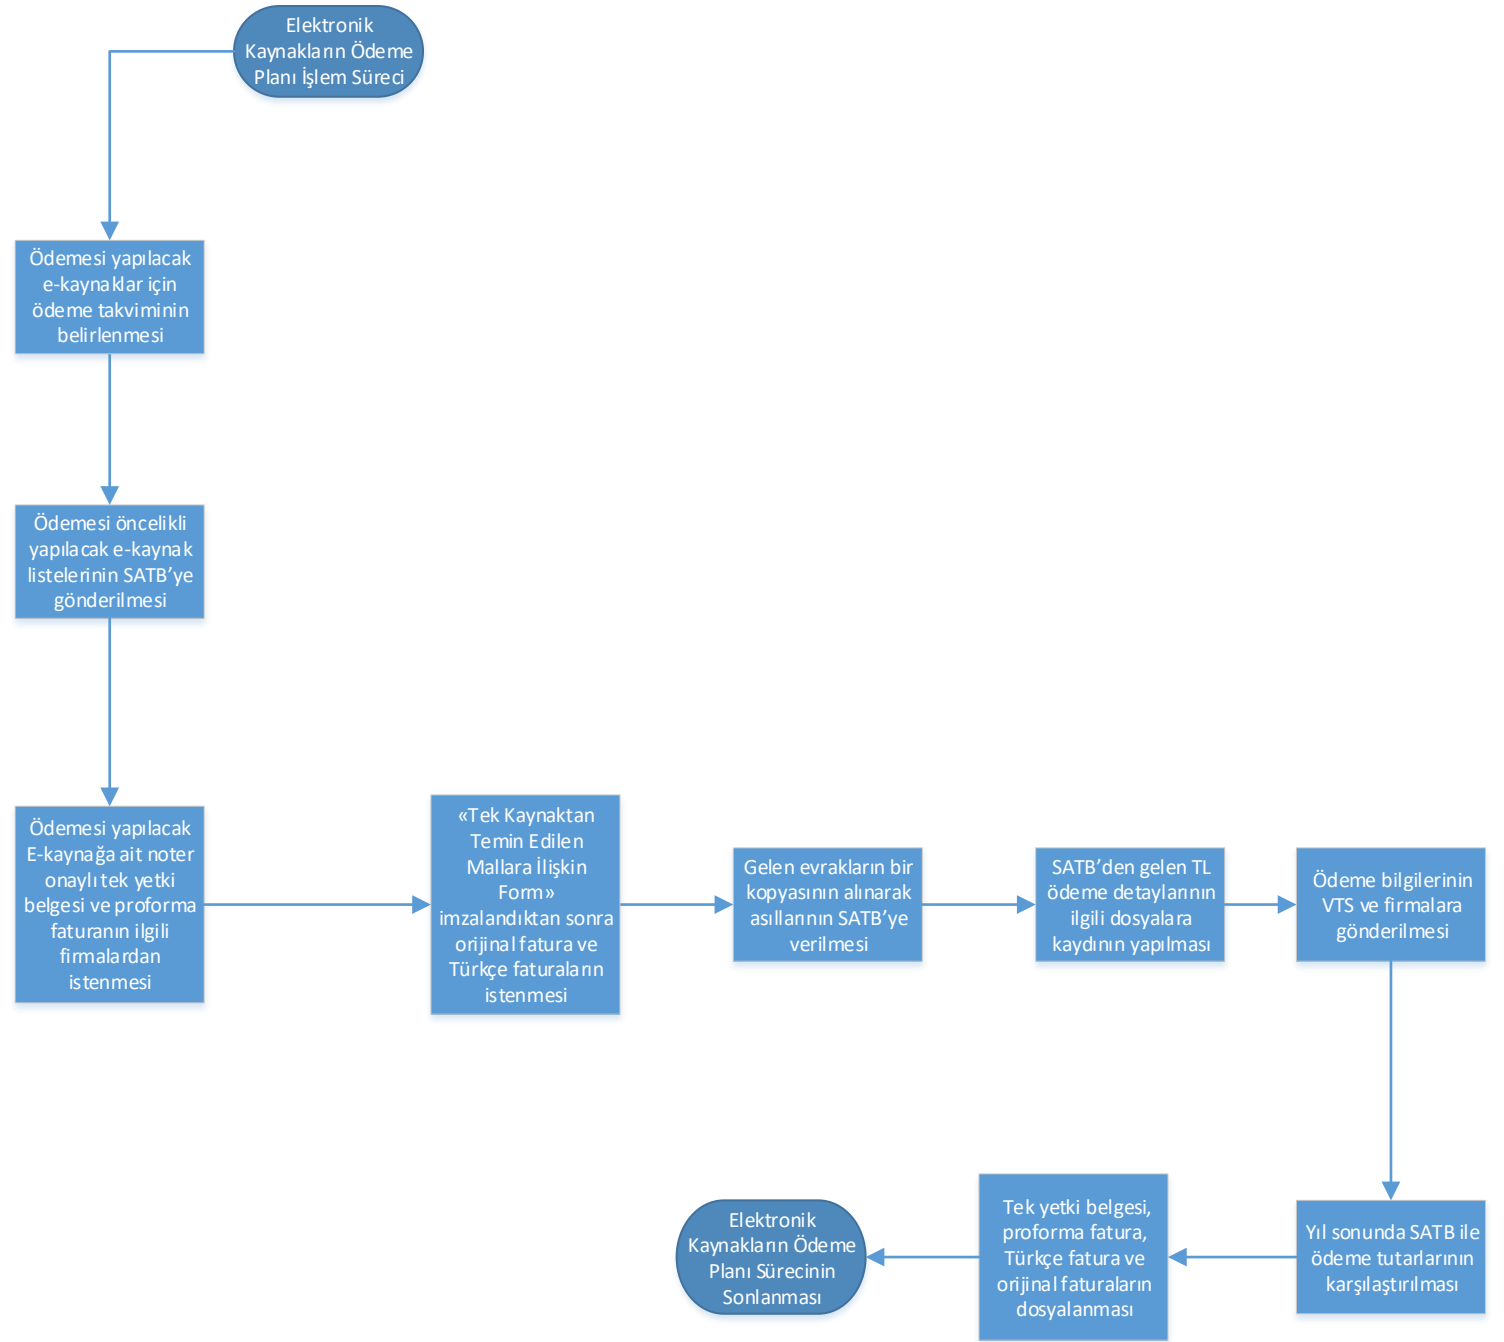 Elektronik
Kaynakların Ödeme
Planı İşlem Süreci
Ödemesi yapılacak
e-kaynaklar için
ödeme takviminin
belirlenmesi
Ödemesi öncelikli
yapılacak e-kaynak
listelerinin SATB’ye
gönderilmesi
Ödemesi yapılacak
E-kaynağa ait noter
onaylı tek yetki
belgesi ve proforma
faturanın ilgili
firmalardan
istenmesi
«Tek Kaynaktan
Temin Edilen
Mallara İlişkin
Form»
imzalandıktan sonra
orijinal fatura ve
Türkçe faturaların
istenmesi
Gelen evrakların bir
kopyasının alınarak
asıllarının SATB’ye
verilmesi
SATB’den gelen TL
ödeme detaylarının
ilgili dosyalara
kaydının yapılması
Ödeme bilgilerinin
VTS ve firmalara
gönderilmesi
Yıl sonunda SATB ile
ödeme tutarlarının
karşılaştırılması
Tek yetki belgesi,
proforma fatura,
Türkçe fatura ve
orijinal faturaların
dosyalanması
Elektronik
Kaynakların Ödeme
Planı Sürecinin
Sonlanması